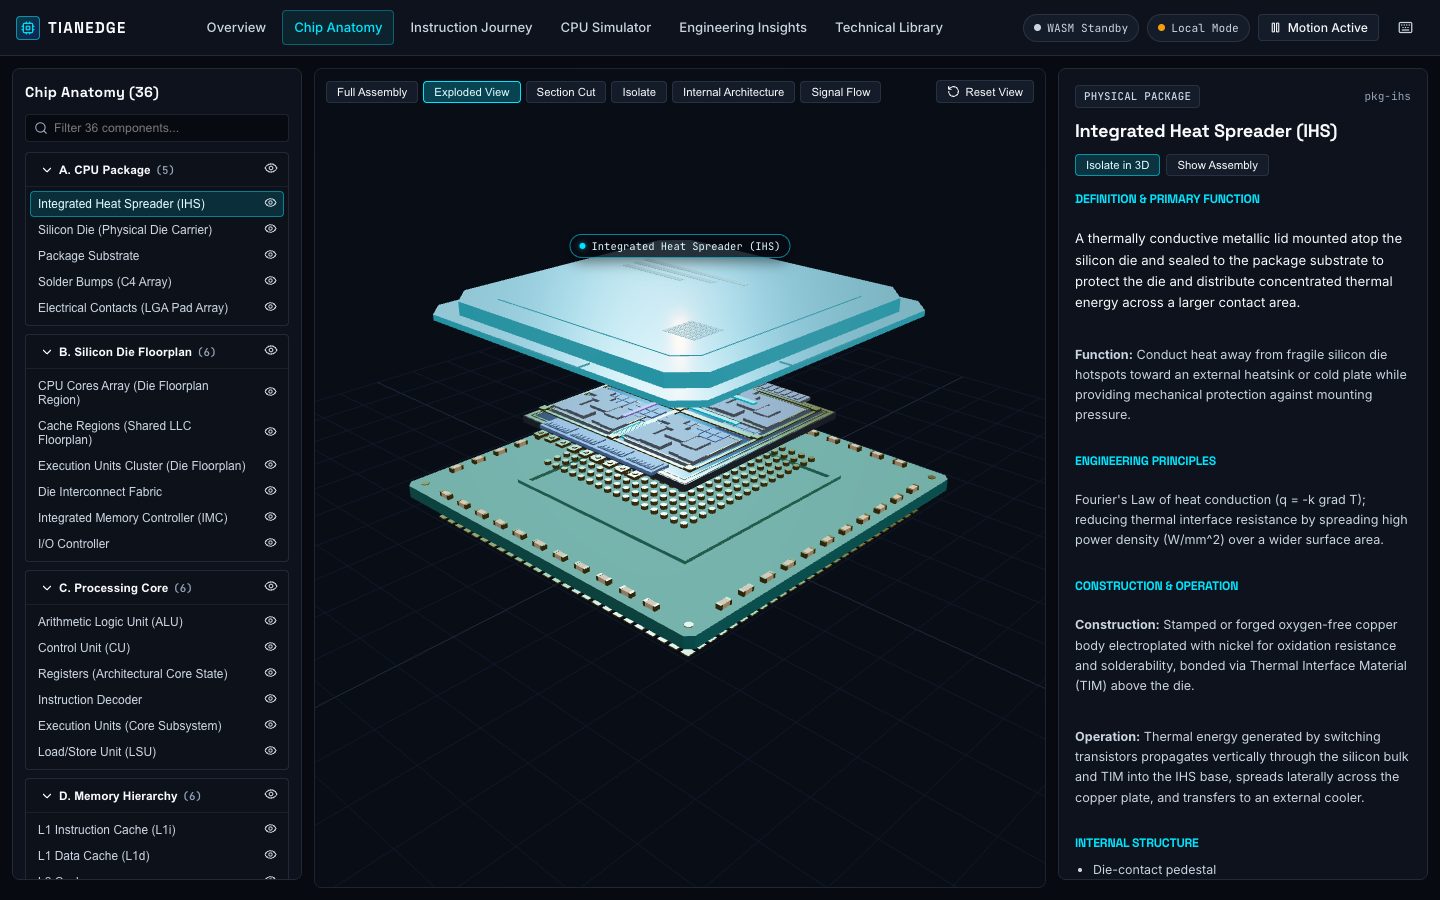 TIANEDGE
Overview
Chip Anatomy
Instruction Journey
CPU Simulator
Engineering Insights
Technical Library
WASM Standby
Local Mode
Motion Active
Chip Anatomy (36)
Filter 36 components...
A. CPU Package (5)
Integrated Heat Spreader (IHS)
Silicon Die (Physical Die Carrier)
Package Substrate
Solder Bumps (C4 Array)
Electrical Contacts (LGA Pad Array)
B. Silicon Die Floorplan (6)
CPU Cores Array (Die Floorplan
Region)
Cache Regions (Shared LLC
Floorplan)
Execution Units Cluster (Die Floorplan)
Die Interconnect Fabric
Integrated Memory Controller (IMC)
I/O Controller
C. Processing Core (6)
Arithmetic Logic Unit (ALU)
Control Unit (CU)
Registers (Architectural Core State)
Instruction Decoder
Execution Units (Core Subsystem)
Load/Store Unit (LSU)
D. Memory Hierarchy (6)
L1 Instruction Cache (L1i)
L1 Data Cache (L1d)
Full Assembly
Exploded View
Section Cut
Isolate
Internal Architecture
Signal Flow
Reset View
Integrated Heat Spreader (IHS)
PHYSICAL PACKAGE
pkg-ihs
Integrated Heat Spreader (IHS)
Isolate in 3D
Show Assembly
DEFINITION & PRIMARY FUNCTION
A thermally conductive metallic lid mounted atop the
silicon die and sealed to the package substrate to
protect the die and distribute concentrated thermal
energy across a larger contact area.
Function: Conduct heat away from fragile silicon die
hotspots toward an external heatsink or cold plate while
providing mechanical protection against mounting
pressure.
ENGINEERING PRINCIPLES
Fourier's Law of heat conduction (q = -k grad T);
reducing thermal interface resistance by spreading high
power density (W/mm^2) over a wider surface area.
CONSTRUCTION & OPERATION
Construction: Stamped or forged oxygen-free copper
body electroplated with nickel for oxidation resistance
and solderability, bonded via Thermal Interface Material
(TIM) above the die.
Operation: Thermal energy generated by switching
transistors propagates vertically through the silicon bulk
and TIM into the IHS base, spreads laterally across the
copper plate, and transfers to an external cooler.
INTERNAL STRUCTURE
• Die-contact pedestal